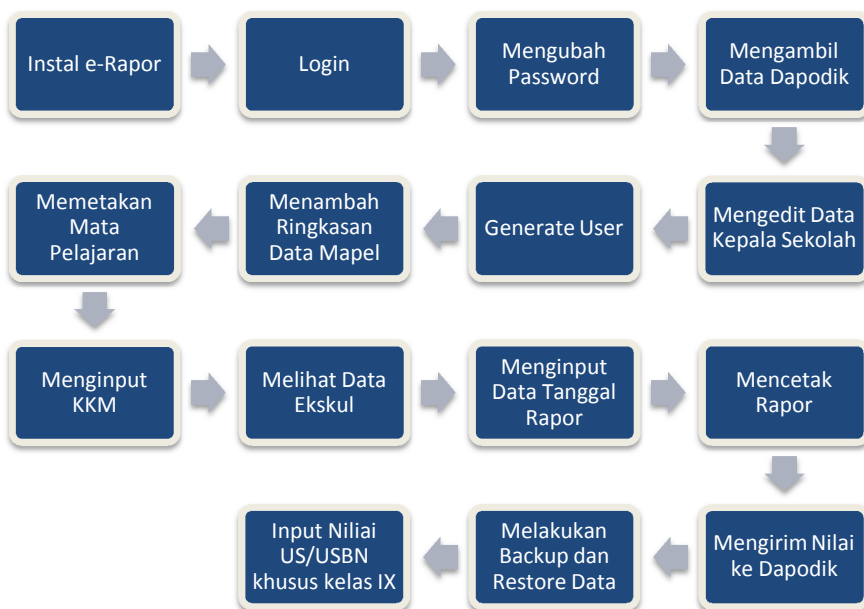 Instal e-Rapor
Login
Mengubah
Password
Mengambil
Data Dapodik
Mengedit Data
Kepala Sekolah
Generate User
Menambah
Ringkasan
Data Mapel
Memetakan
Mata
Pelajaran
Menginput
KKM
Melihat Data
Ekskul
Menginput
Data Tanggal
Rapor
Mencetak
Rapor
Mengirim Nilai
ke Dapodik
Melakukan
Backup dan
Restore Data
Input Niliai
US/USBN
khusus kelas IX